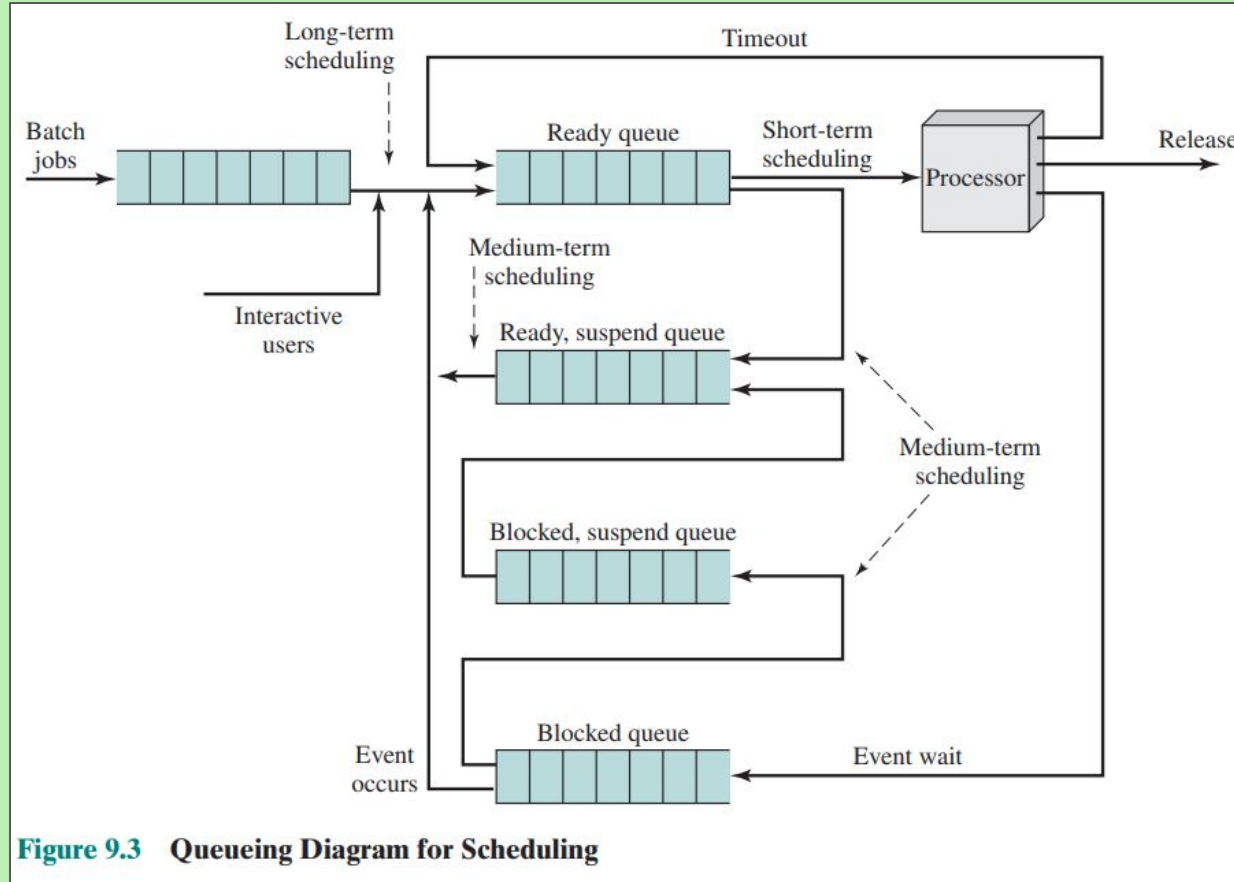 Long-term
scheduling
Timeout
Batch
jobs
Ready queue
Short-term
scheduling
Processor
Release
Medium-term
scheduling
Interactive
users
Ready, suspend queue
Medium-term
scheduling
Blocked, suspend queue
Blocked queue
Event
occurs
Event wait
Figure 9.3 Queueing Diagram for Scheduling